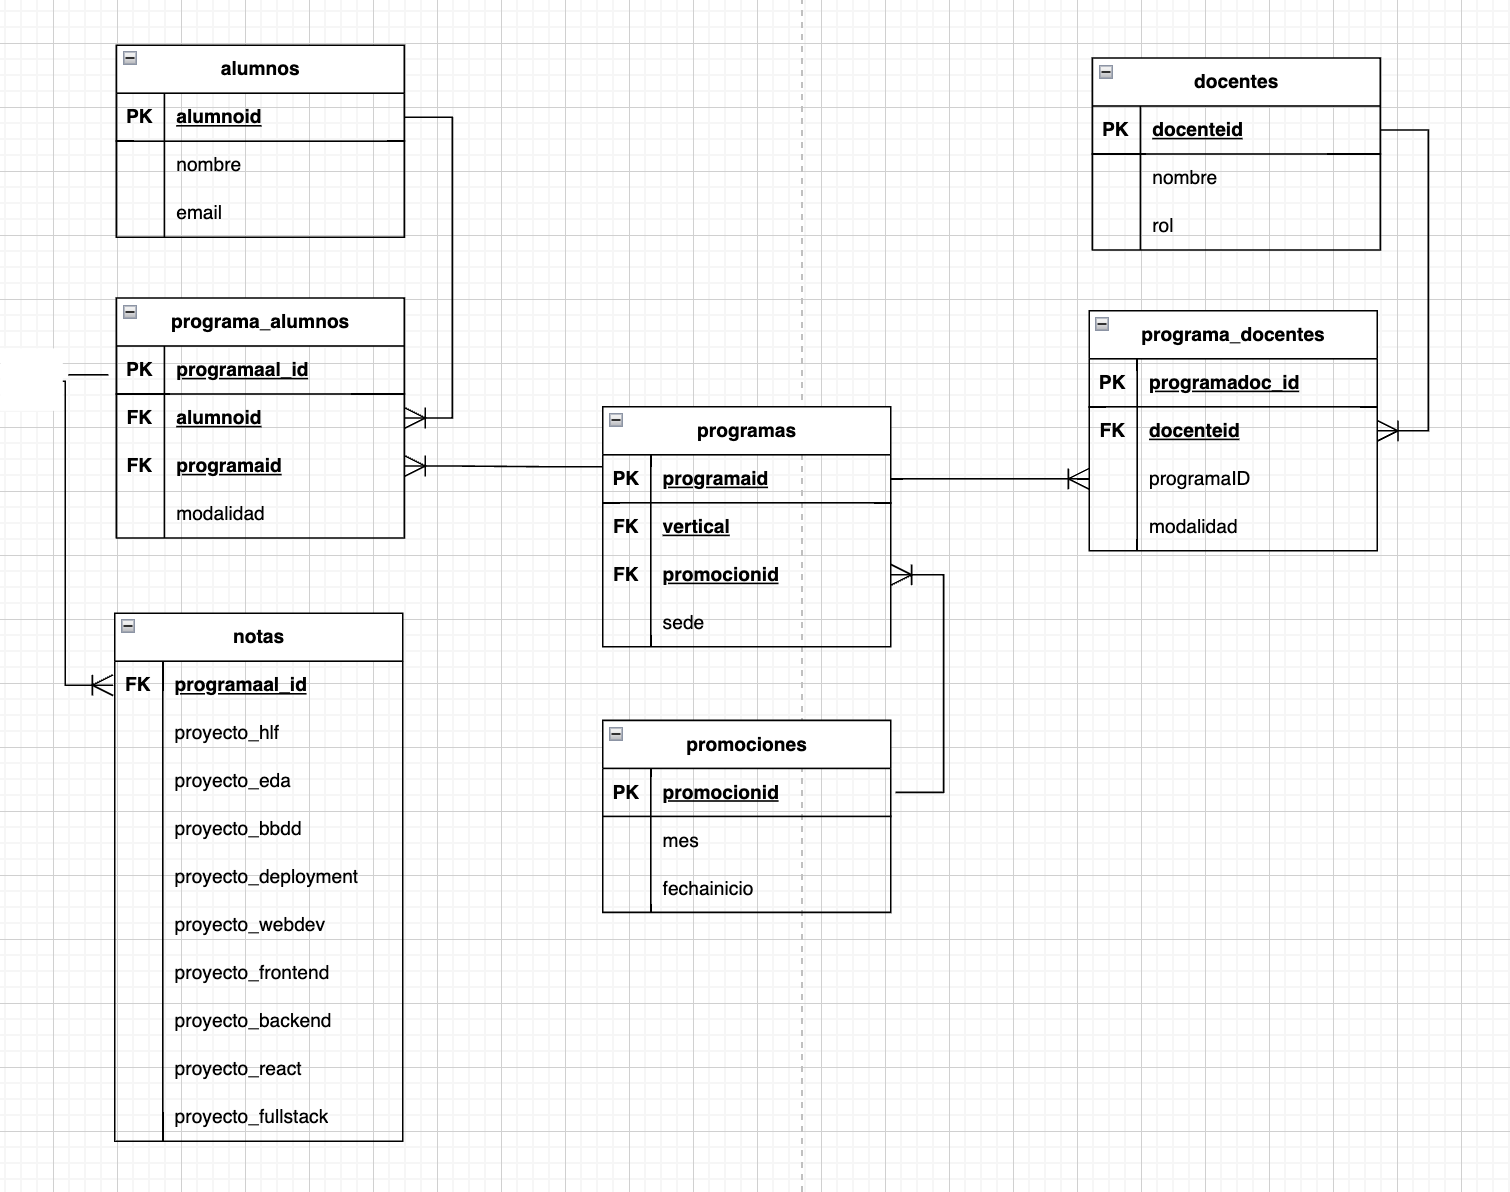 alumnos
PK alumnoid
nombre
email
programa_alumnos
PK programaal_id
FK alumnoid
FK programaid
modalidad
notas
FK programaal_id
proyecto_hlf
proyecto_eda
proyecto_bbdd
proyecto_deployment
proyecto_webdev
proyecto_frontend
proyecto_backend
proyecto_react
proyecto_fullstack
programas
PK programaid
FK vertical
FK promocionid
sede
promociones
PK promocionid
mes
fechainicio
docentes
PK docenteid
nombre
rol
programa_docentes
PK programadoc_id
FK docenteid
programaID
modalidad